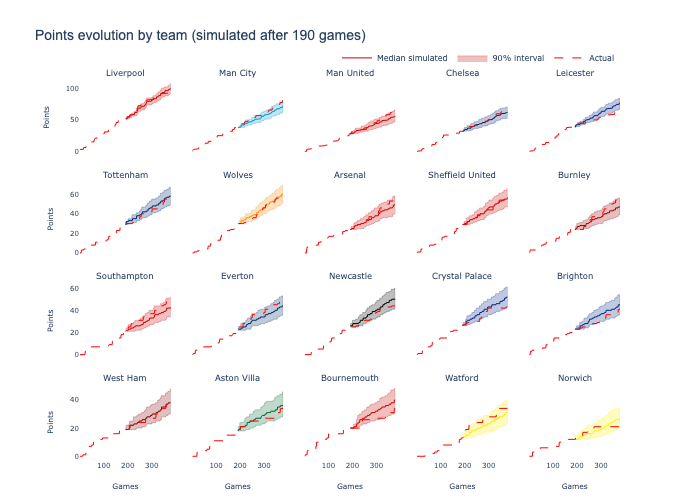 Points evolution by team (simulated after 190 games)
Median simulated 90% interval Actual
Liverpool Man City Man United Chelsea Leicester
100
50
0
Points
Tottenham Wolves Arsenal Sheffield United Burnley
60
40
20
0
Points
Southampton Everton Newcastle Crystal Palace Brighton
60
40
20
0
Points
West Ham Aston Villa Bournemouth Watford Norwich
40
20
0
Points
100 200 300 100 200 300 100 200 300 100 200 300 100 200 300
Games Games Games Games Games